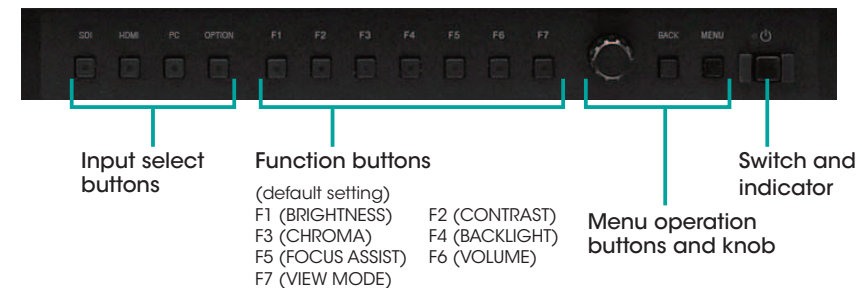 SDI HDMI PC OPTION F1 F2 F3 F4 F5 F6 F7 BACK MENU
Input select
buttons
Function buttons
(default setting)
F1 (BRIGHTNESS) F2 (CONTRAST)
F3 (CHROMA) F4 (BACKLIGHT)
F5 (FOCUS ASSIST) F6 (VOLUME)
F7 (VIEW MODE)
Menu operation
buttons and knob
Switch and
indicator